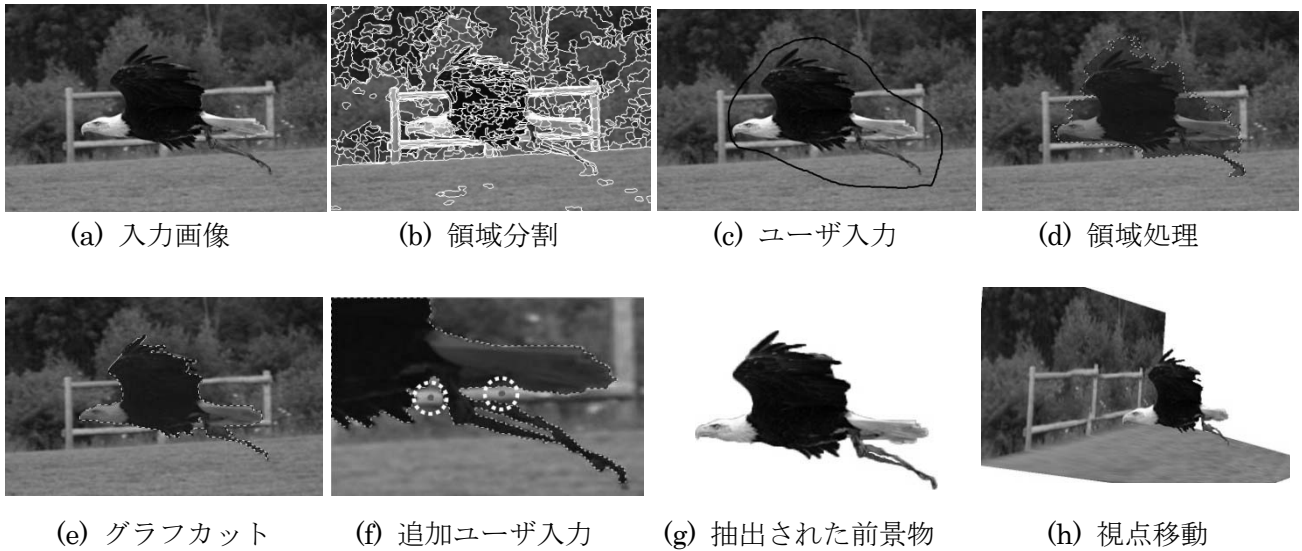 (a) 入力画像
(b) 領域分割
(c) ユーザ入力
(d) 領域処理
(e) グラフカット
(f) 追加ユーザ入力
(g) 抽出された前景物
(h) 視点移動